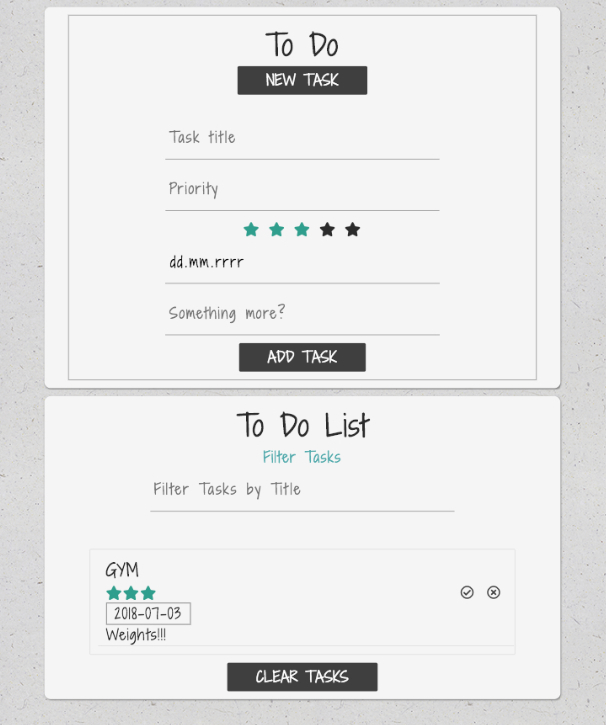 To Do
NEW TASK
Task title
Priority
dd.mm.rrrr
Something more?
ADD TASK
To Do List
Filter Tasks
Filter Tasks by Title
GYM
2018-07-03
Weights!!!
CLEAR TASKS